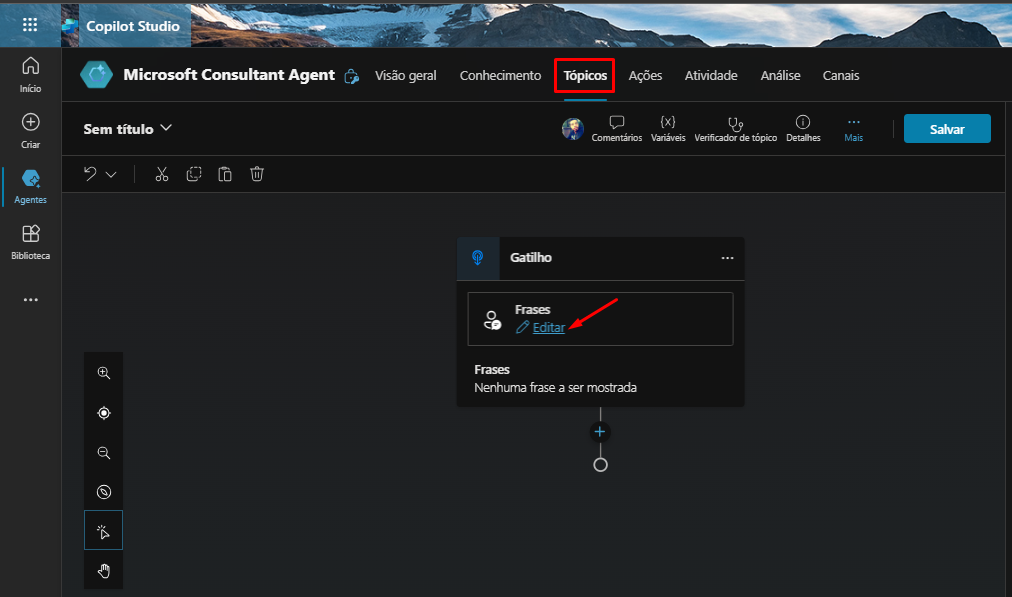 Copilot Studio
Início
Criar
Agentes
Biblioteca
Microsoft Consultant Agent
Visão geral
Conhecimento
Tópicos
Ações
Atividade
Análise
Canais
Sem título
Comentários
{x}
Variáveis
Verificador de tópico
Detalhes
Mais
Salvar
Gatilho
Frases
Editar
Frases
Nenhuma frase a ser mostrada